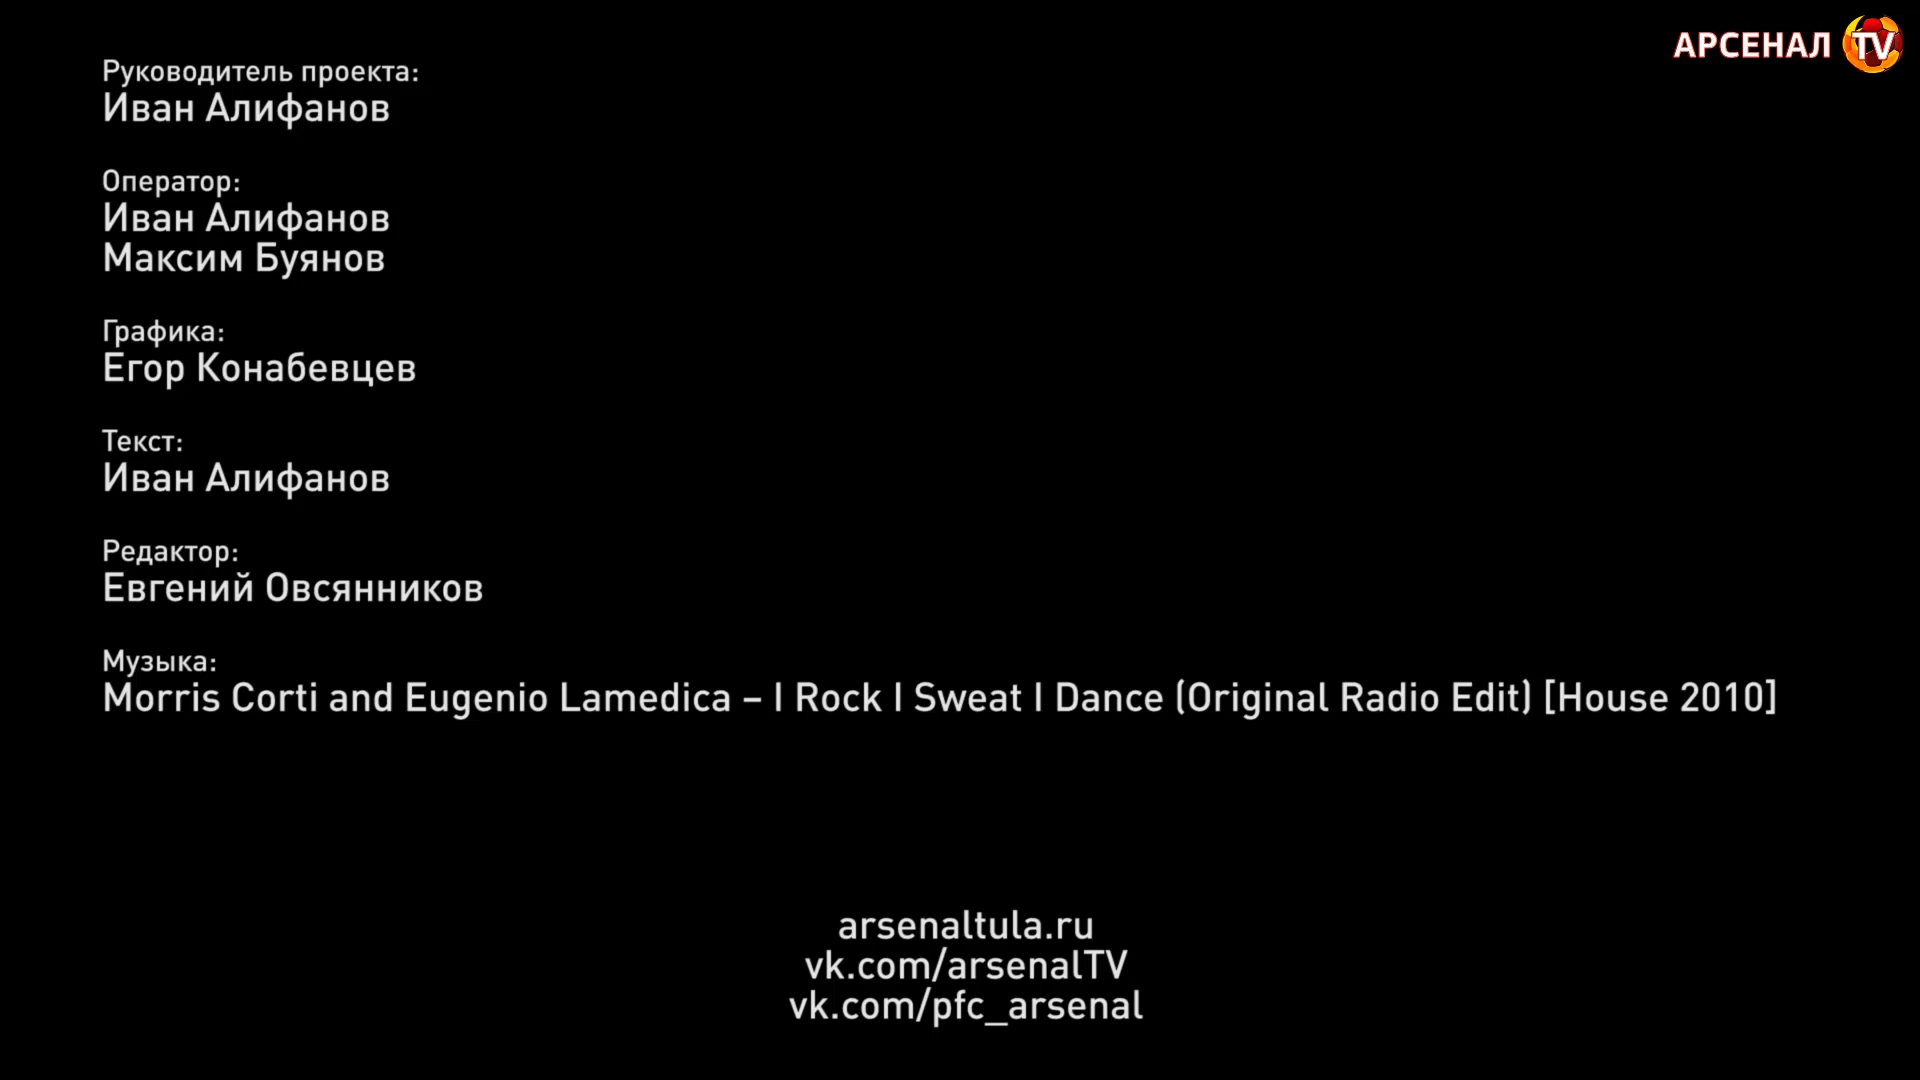 АРСЕНАЛ TV
Руководитель проекта:
Иван Алифанов
Оператор:
Иван Алифанов
Максим Буянов
Графика:
Егор Конабевцев
Текст:
Иван Алифанов
Редактор:
Евгений Овсянников
Музыка:
Morris Corti and Eugenio Lamedica – I Rock I Sweat I Dance (Original Radio Edit) [House 2010]
arsenaltula.ru
vk.com/arsenalTV
vk.com/pfc_arsenal